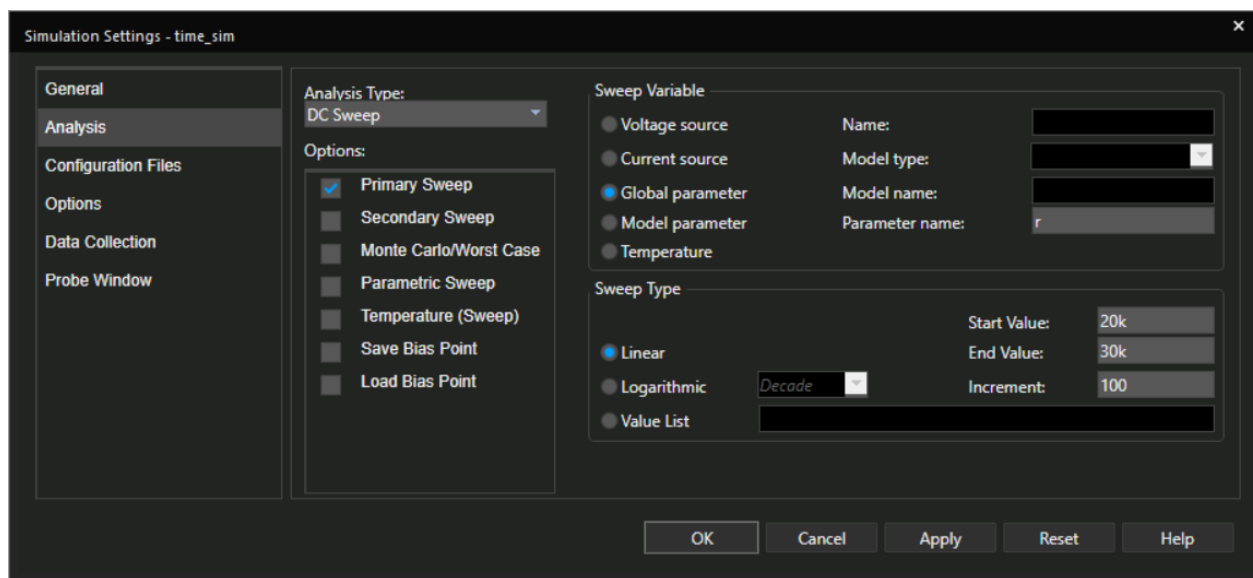 Simulation Settings - time_sim
General
Analysis
Configuration Files
Options
Data Collection
Probe Window
Analysis Type:
DC Sweep
Options:
Primary Sweep
Secondary Sweep
Monte Carlo/Worst Case
Parametric Sweep
Temperature (Sweep)
Save Bias Point
Load Bias Point
Sweep Variable
Voltage source
Current source
Global parameter
Model parameter
Temperature
Name:
Model type:
Model name:
Parameter name: r
Sweep Type
Linear
Logarithmic Decade
Value List
Start Value: 20k
End Value: 30k
Increment: 100
OK Cancel Apply Reset Help